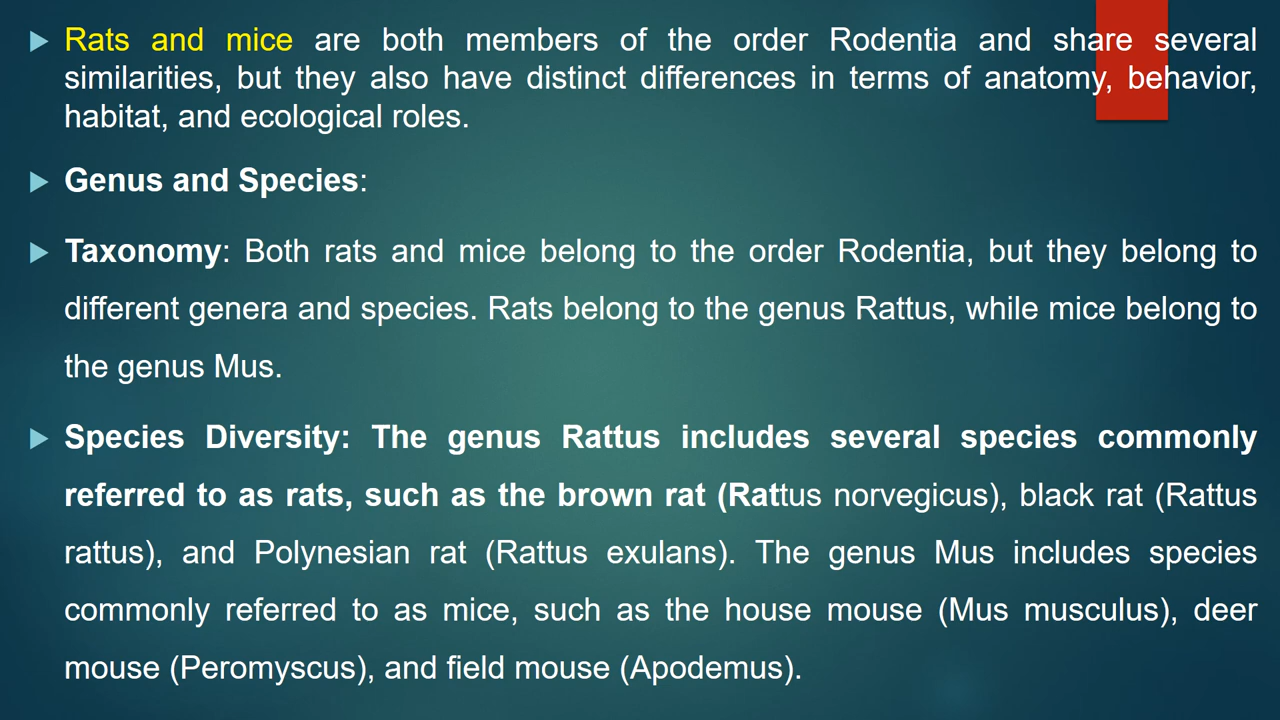 Rats and mice are both members of the order Rodentia and share several
similarities, but they also have distinct differences in terms of anatomy, behavior,
habitat, and ecological roles.
Genus and Species:
Taxonomy: Both rats and mice belong to the order Rodentia, but they belong to
different genera and species. Rats belong to the genus Rattus, while mice belong to
the genus Mus.
Species Diversity: The genus Rattus includes several species commonly
referred to as rats, such as the brown rat (Rattus norvegicus), black rat (Rattus
rattus), and Polynesian rat (Rattus exulans). The genus Mus includes species
commonly referred to as mice, such as the house mouse (Mus musculus), deer
mouse (Peromyscus), and field mouse (Apodemus).